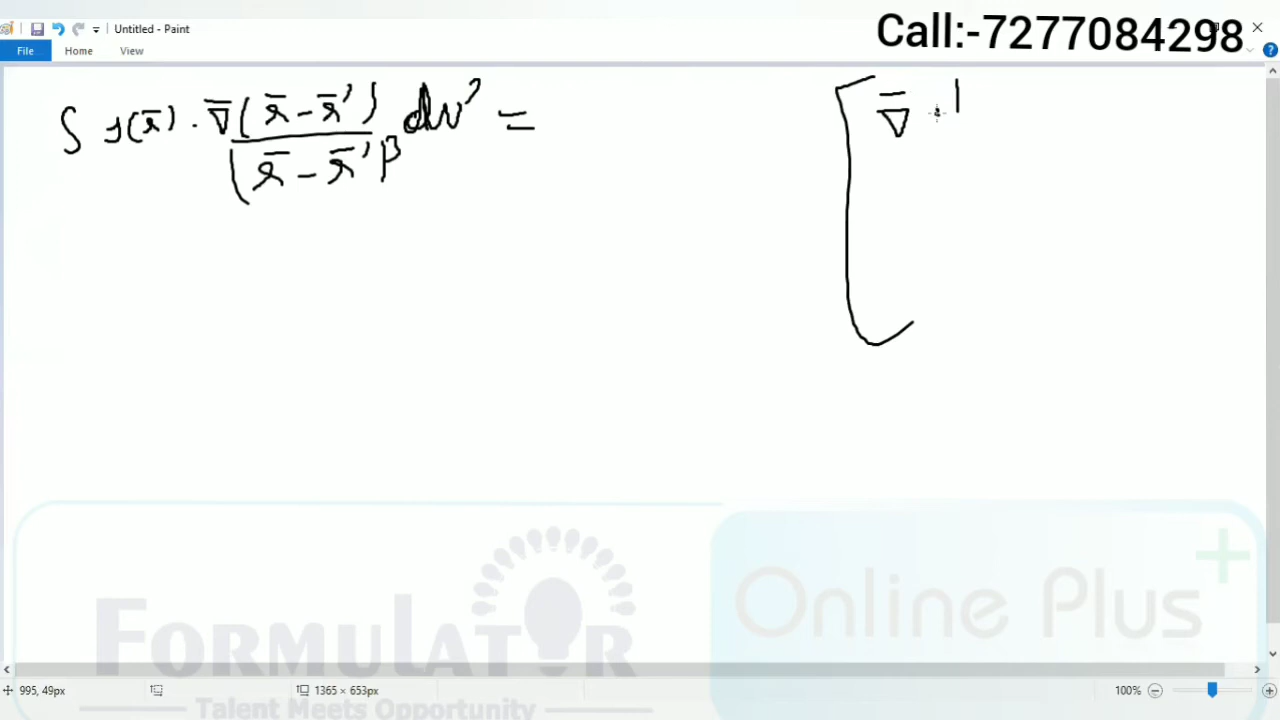 Untitled - Paint
Call:-7277084298
File Home View
∫ ρ(r̄) . ∇̄ (r̄ - r̄')
dv' =
|r̄ - r̄'|³
∇̄ .
FORMULATOR
Talent Meets Opportunity
Online Plus+
995, 49px
1365 × 653px
100%